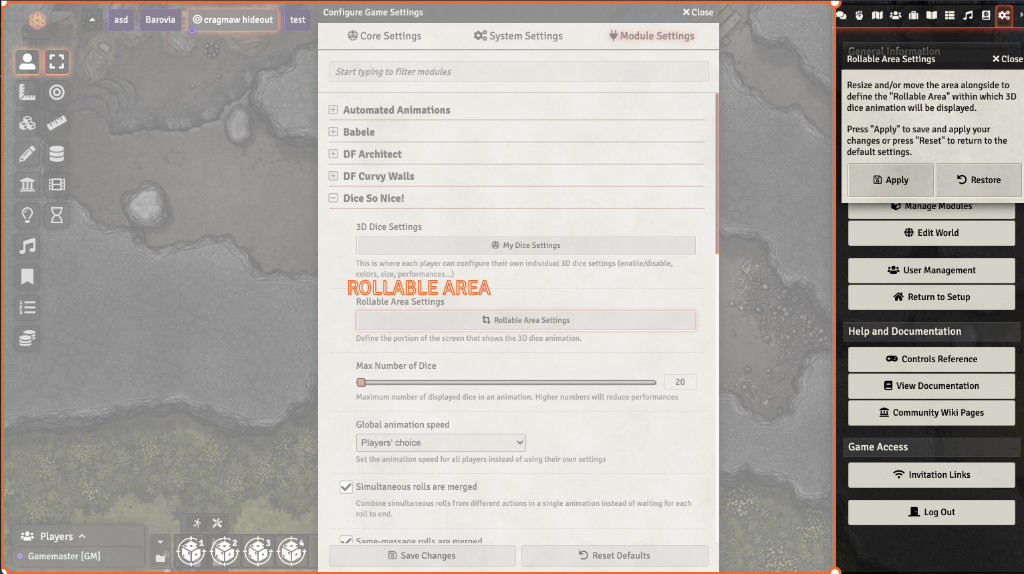 asd
Barovia
cragmaw hideout
test
Configure Game Settings
Close
Core Settings
System Settings
Module Settings
Start typing to filter modules
Automated Animations
Babele
DF Architect
DF Curvy Walls
Dice So Nice!
3D Dice Settings
My Dice Settings
This is where each player can configure their own individual 3D dice settings (enable/disable,
colors, size, performances...)
ROLLABLE AREA
Rollable Area Settings
Rollable Area Settings
Define the portion of the screen that shows the 3D dice animation.
Max Number of Dice
20
Maximum number of displayed dice in an animation. Higher numbers will reduce performances
Global animation speed
Players' choice
Set the animation speed for all players instead of using their own settings
Simultaneous rolls are merged
Combine simultaneous rolls from different actions in a single animation instead of waiting for each
roll to end.
Same-message rolls are merged
Save Changes
Reset Defaults
Players
Gamemaster [GM]
1
2
3
4
General Information
Rollable Area Settings
Close
Resize and/or move the area alongside to
define the "Rollable Area" within which 3D
dice animation will be displayed.
Press "Apply" to save and apply your
changes or press "Reset" to return to the
default settings.
Apply
Restore
Manage Modules
Edit World
User Management
Return to Setup
Help and Documentation
Controls Reference
View Documentation
Community Wiki Pages
Game Access
Invitation Links
Log Out